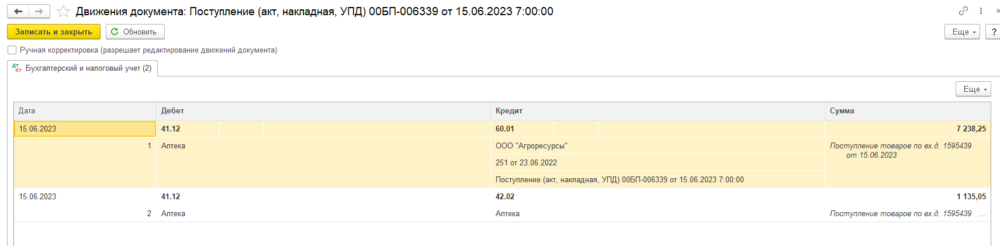 Движения документа: Поступление (акт, накладная, УПД) 00БП-006339 от 15.06.2023 7:00:00
Записать и закрыть Обновить Еще ?
Ручная корректировка (разрешает редактирование движений документа)
Дт Кт Бухгалтерский и налоговый учет (2)
Еще
Дата Дебет Кредит Сумма
15.06.2023 41.12 60.01 7 238,25
1 Аптека ООО "Агроресурсы" Поступление товаров по вх.д. 1595439
от 15.06.2023
251 от 23.06.2022
Поступление (акт, накладная, УПД) 00БП-006339 от 15.06.2023 7:00:00
15.06.2023 41.12 42.02 1 135,05
2 Аптека Аптека Поступление товаров по вх.д. 1595439 ...